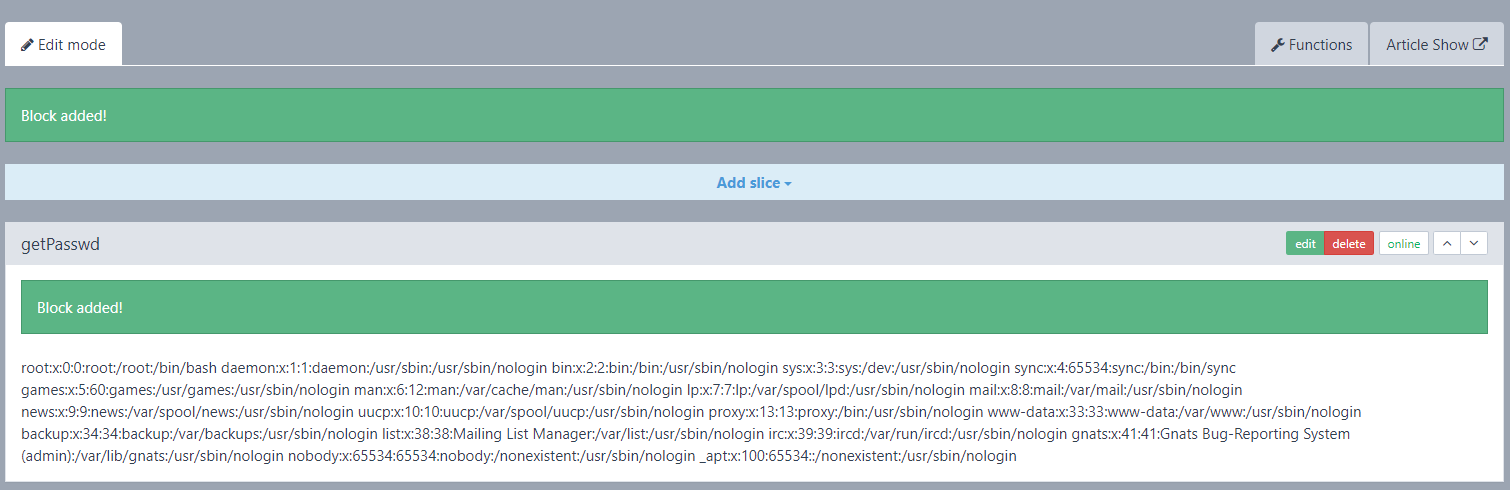 Edit mode
Functions
Article Show
Block added!
Add slice
getPasswd
edit
delete
online
Block added!
root:x:0:0:root:/root:/bin/bash daemon:x:1:1:daemon:/usr/sbin:/usr/sbin/nologin bin:x:2:2:bin:/bin:/usr/sbin/nologin sys:x:3:3:sys:/dev:/usr/sbin/nologin sync:x:4:65534:sync:/bin:/bin/sync
games:x:5:60:games:/usr/games:/usr/sbin/nologin man:x:6:12:man:/var/cache/man:/usr/sbin/nologin lp:x:7:7:lp:/var/spool/lpd:/usr/sbin/nologin mail:x:8:8:mail:/var/mail:/usr/sbin/nologin
news:x:9:9:news:/var/spool/news:/usr/sbin/nologin uucp:x:10:10:uucp:/var/spool/uucp:/usr/sbin/nologin proxy:x:13:13:proxy:/bin:/usr/sbin/nologin www-data:x:33:33:www-data:/var/www:/usr/sbin/nologin
backup:x:34:34:backup:/var/backups:/usr/sbin/nologin list:x:38:38:Mailing List Manager:/var/list:/usr/sbin/nologin irc:x:39:39:ircd:/var/run/ircd:/usr/sbin/nologin gnats:x:41:41:Gnats Bug-Reporting System
(admin):/var/lib/gnats:/usr/sbin/nologin nobody:x:65534:65534:nobody:/nonexistent:/usr/sbin/nologin _apt:x:100:65534::/nonexistent:/usr/sbin/nologin